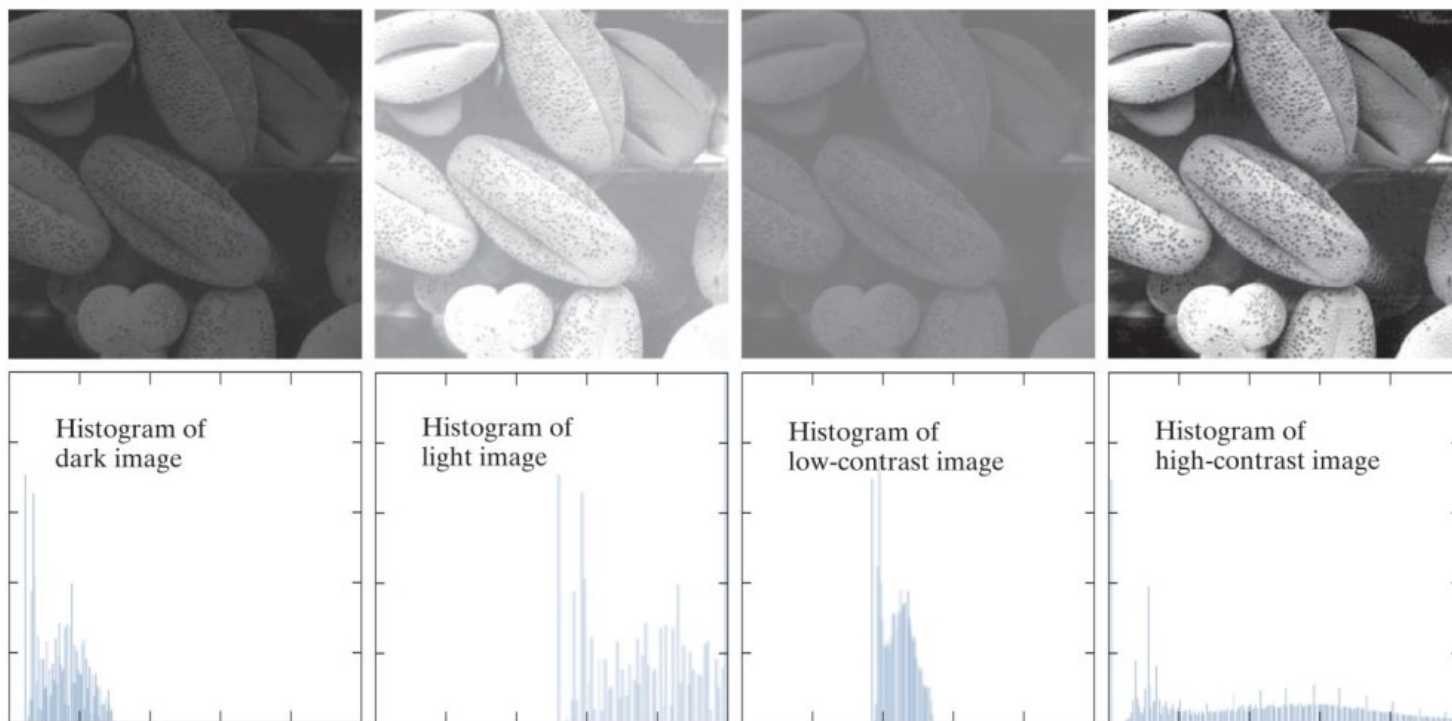 Histogram of
dark image
Histogram of
light image
Histogram of
low-contrast image
Histogram of
high-contrast image